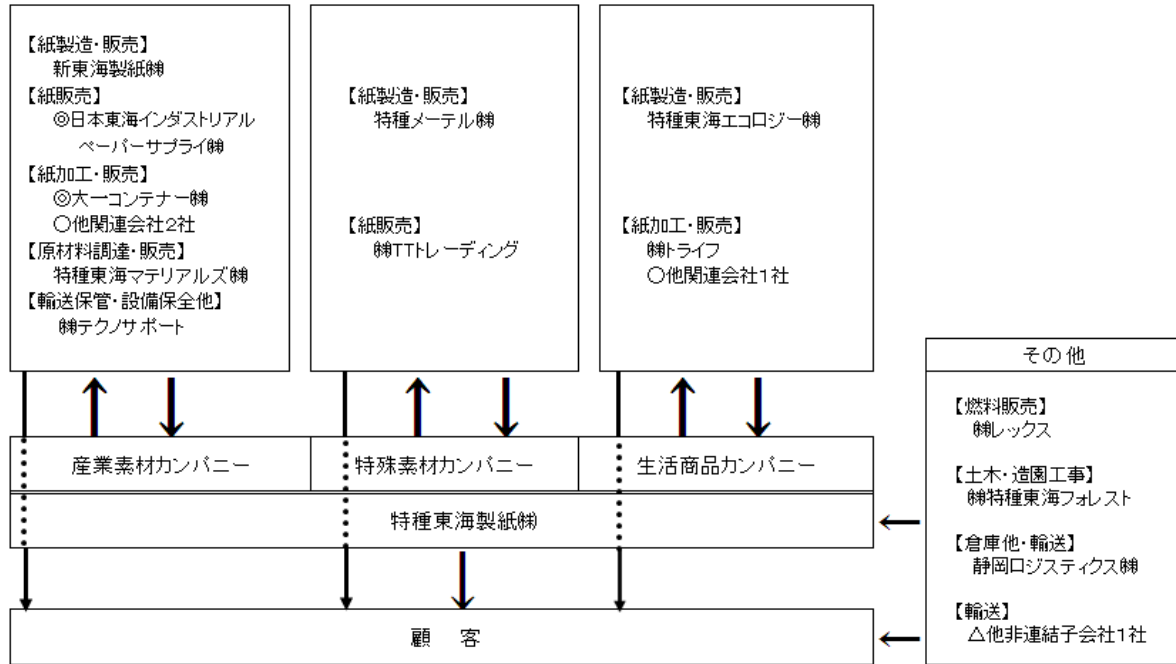 【紙製造・販売】
新東海製紙㈱
【紙販売】
◎日本東海インダストリアル
ペーパーサプライ㈱
【紙加工・販売】
◎大一コンテナー㈱
○他関連会社2社
【原材料調達・販売】
特種東海マテリアルズ㈱
【輸送保管・設備保全他】
㈱テクノサポート
【紙製造・販売】
特種メーテル㈱
【紙販売】
㈱TTトレーディング
【紙製造・販売】
特種東海エコロジー㈱
【紙加工・販売】
㈱トライフ
○他関連会社1社
産業素材カンパニー
特殊素材カンパニー
生活商品カンパニー
特種東海製紙㈱
顧 客
その他
【燃料販売】
㈱レックス
【土木・造園工事】
㈱特種東海フォレスト
【倉庫他・輸送】
静岡ロジスティクス㈱
【輸送】
△他非連結子会社1社